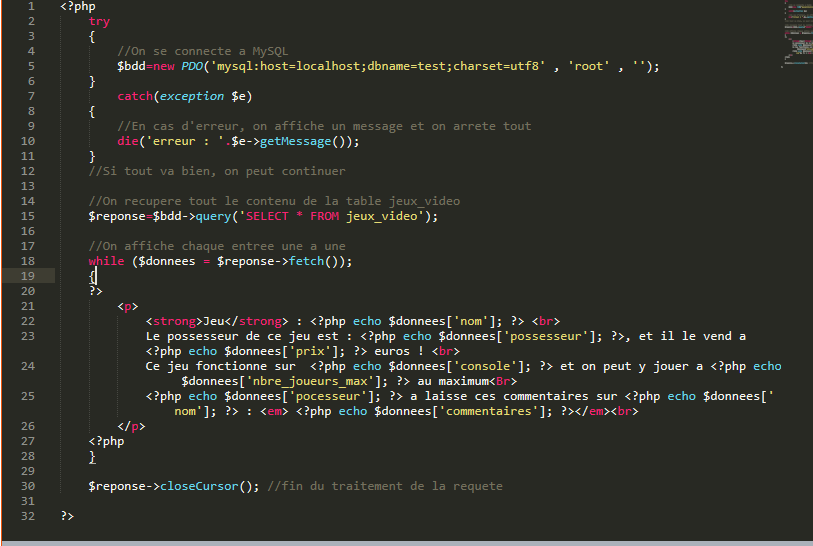 1 <?php
2 try
3 {
4 //On se connecte a MySQL
5 $bdd=new PDO('mysql:host=localhost;dbname=test;charset=utf8' , 'root' , '');
6 }
7 catch(exception $e)
8 {
9 //En cas d'erreur, on affiche un message et on arrete tout
10 die('erreur : '.$e->getMessage());
11 }
12 //Si tout va bien, on peut continuer
13
14 //On recupere tout le contenu de la table jeux_video
15 $reponse=$bdd->query('SELECT * FROM jeux_video');
16
17 //On affiche chaque entree une a une
18 while ($donnees = $reponse->fetch());
19 {
20 ?>
21 <p>
22 <strong>Jeu</strong> : <?php echo $donnees['nom']; ?> <br>
23 Le possesseur de ce jeu est : <?php echo $donnees['possesseur']; ?>, et il le vend a
<?php echo $donnees['prix']; ?> euros ! <br>
24 Ce jeu fonctionne sur  <?php echo $donnees['console']; ?> et on peut y jouer a <?php echo
$donnees['nbre_joueurs_max']; ?> au maximum<Br>
25 <?php echo $donnees['pocesseur']; ?> a laisse ces commentaires sur <?php echo $donnees['
nom']; ?> : <em> <?php echo $donnees['commentaires']; ?></em><br>
26 </p>
27 <?php
28 }
29
30 $reponse->closeCursor(); //fin du traitement de la requete
31
32 ?>